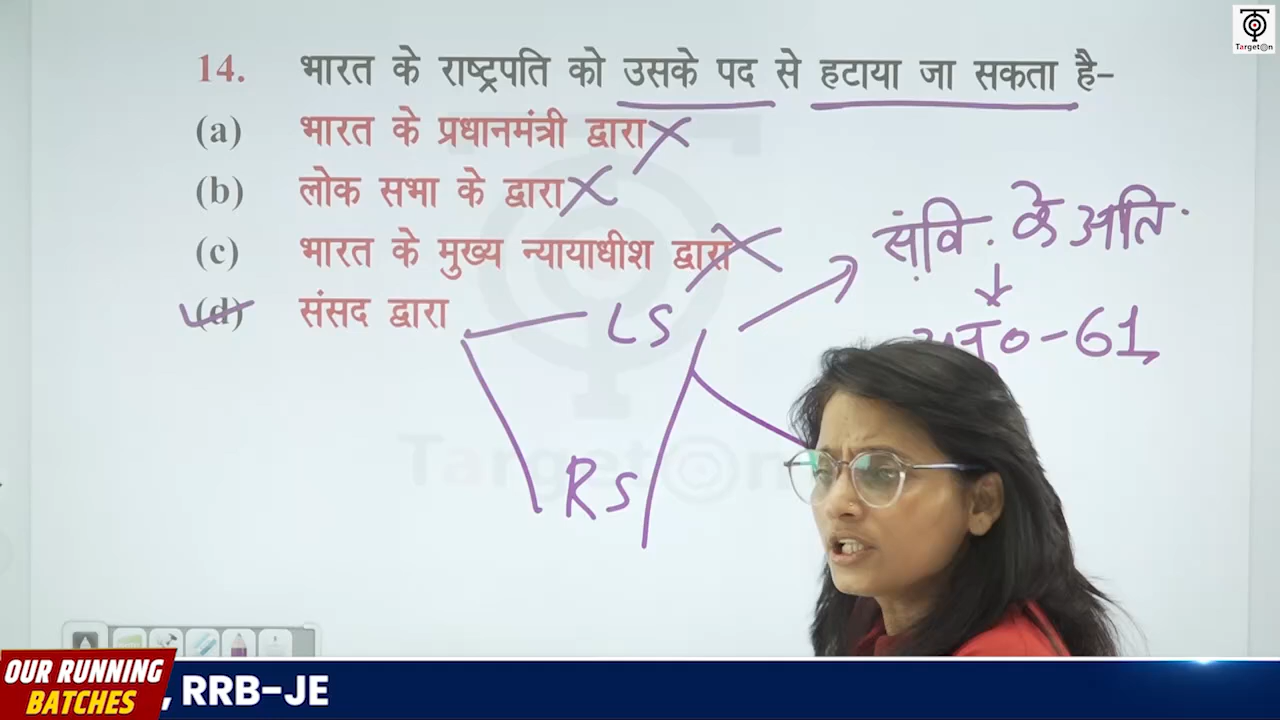 14. भारत के राष्ट्रपति को उसके पद से हटाया जा सकता है-
(a) भारत के प्रधानमंत्री द्वारा
(b) लोक सभा के द्वारा
(c) भारत के मुख्य न्यायाधीश द्वारा
(d) संसद द्वारा
LS
RS
संवि. के अति.
अनु०-61
Target@n
Target@n
OUR RUNNING
BATCHES
, RRB-JE